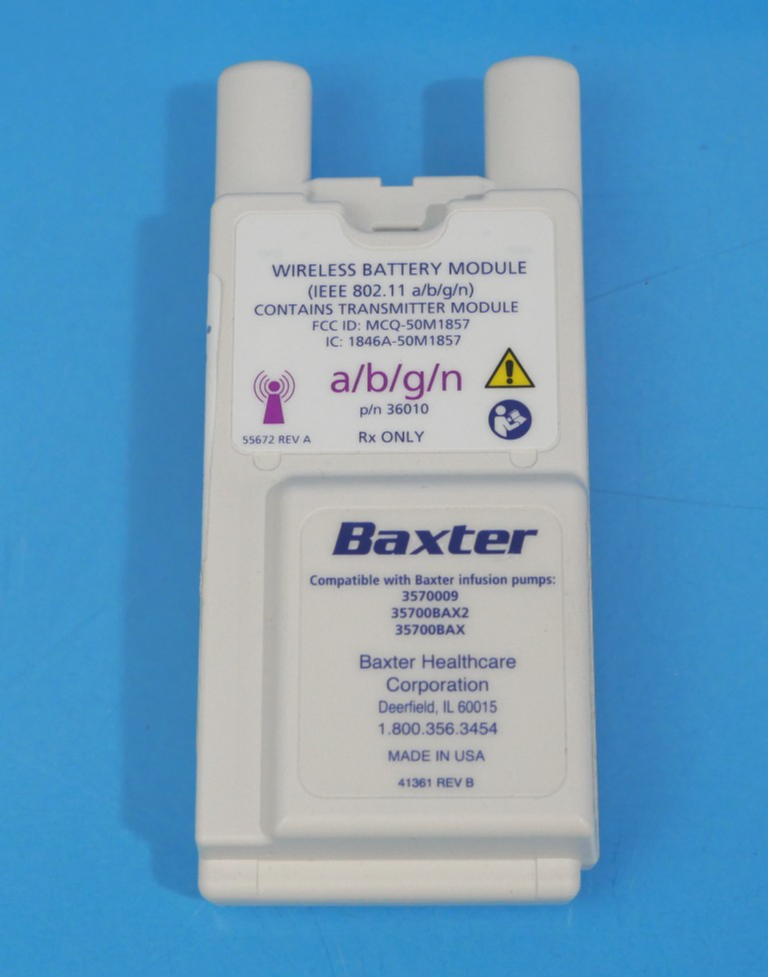 WIRELESS BATTERY MODULE
(IEEE 802.11 a/b/g/n)
CONTAINS TRANSMITTER MODULE
FCC ID: MCQ-50M1857
IC: 1846A-50M1857
a/b/g/n
p/n 36010
55672 REV A
Rx ONLY
Baxter
Compatible with Baxter infusion pumps:
3570009
35700BAX2
35700BAX
Baxter Healthcare
Corporation
Deerfield, IL 60015
1.800.356.3454
MADE IN USA
41361 REV B